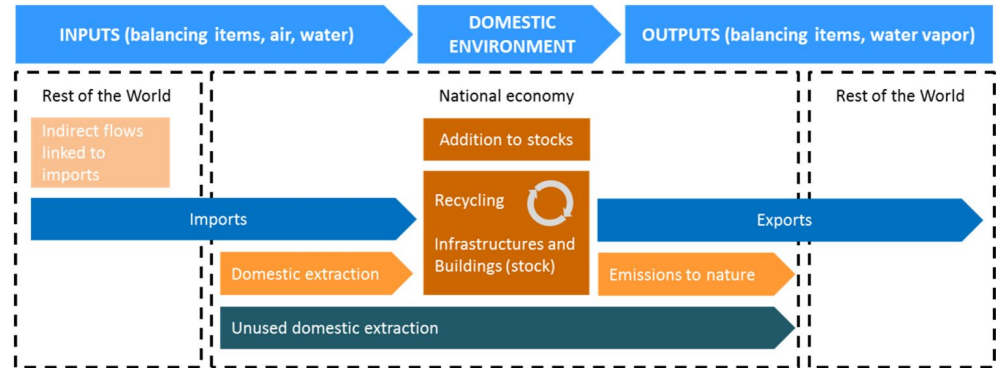 INPUTS (balancing items, air, water)
DOMESTIC
ENVIRONMENT
OUTPUTS (balancing items, water vapor)
Rest of the World
National economy
Rest of the World
Indirect flows
linked to
imports
Addition to stocks
Recycling
Imports
Exports
Infrastructures and
Buildings (stock)
Domestic extraction
Emissions to nature
Unused domestic extraction